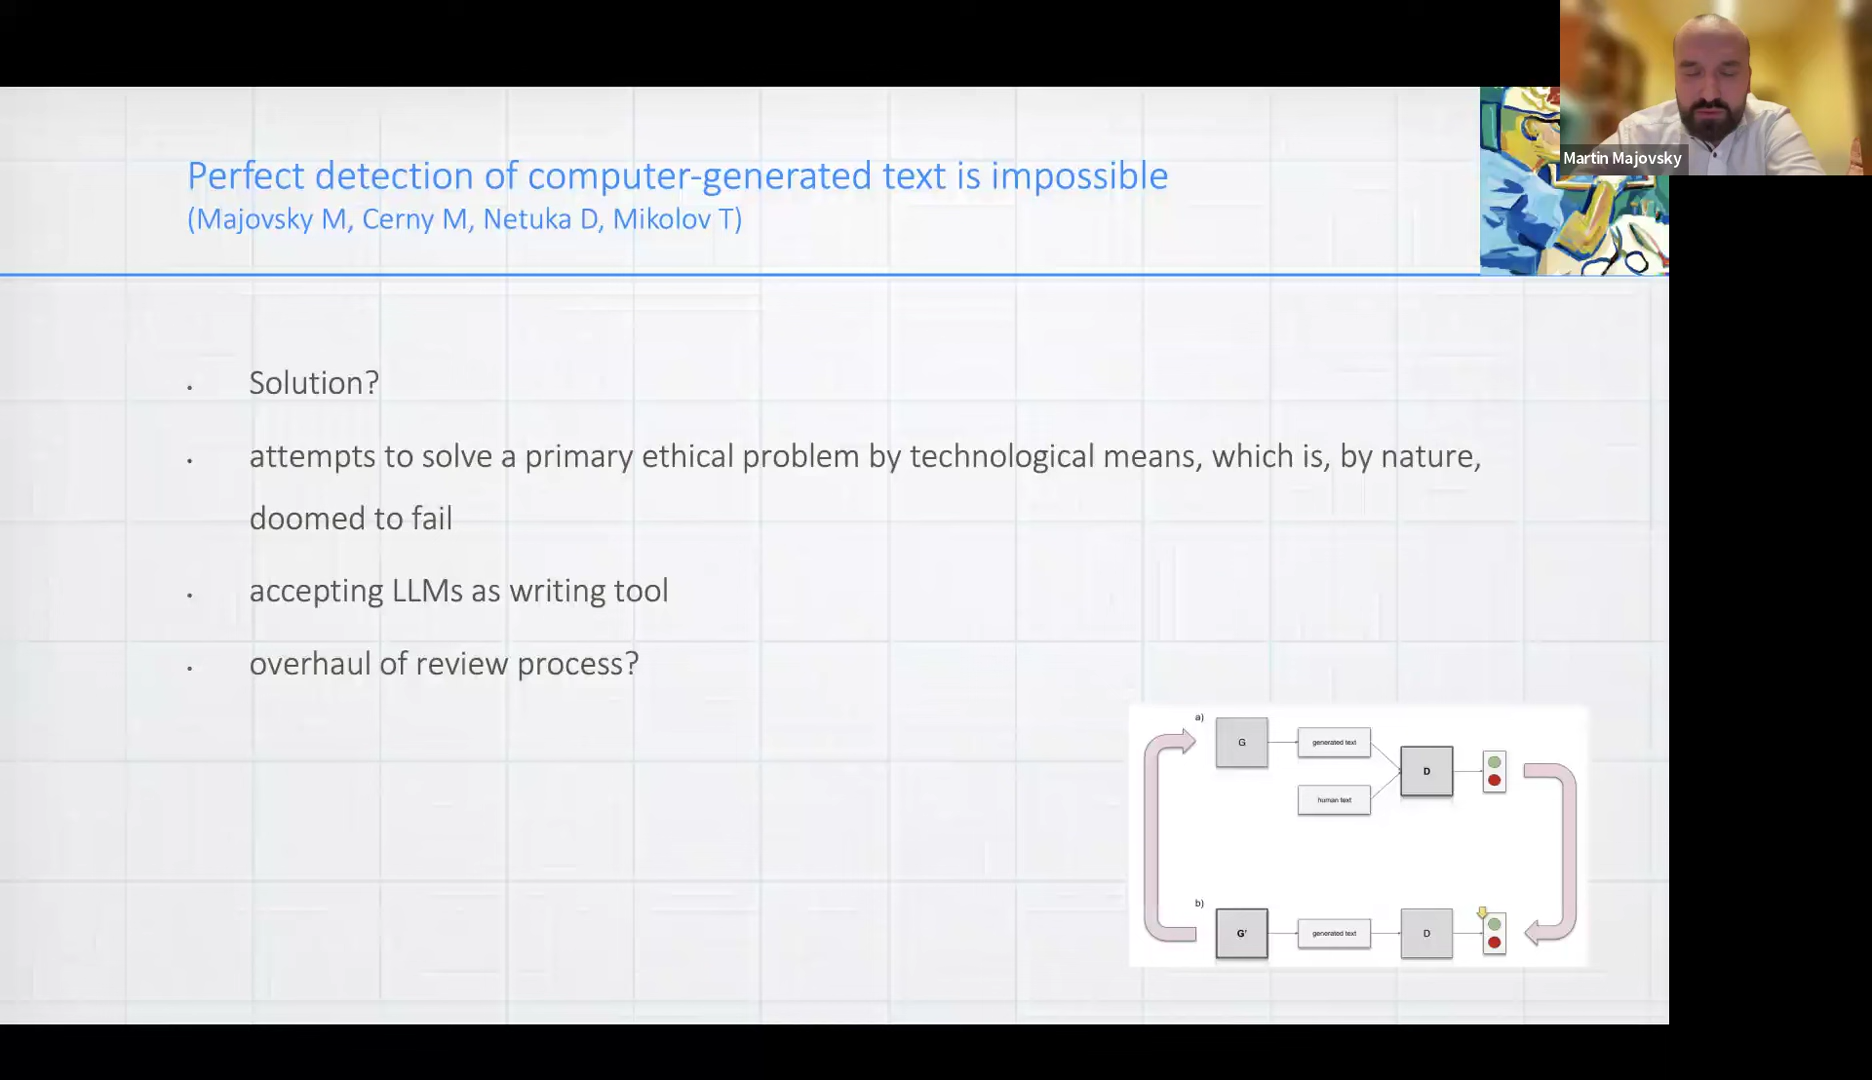 Martin Majovsky
Perfect detection of computer-generated text is impossible
(Majovsky M, Cerny M, Netuka D, Mikolov T)
• Solution?
• attempts to solve a primary ethical problem by technological means, which is, by nature,
doomed to fail
• accepting LLMs as writing tool
• overhaul of review process?
a)
G
generated text
D
human text
b)
G'
generated text
D